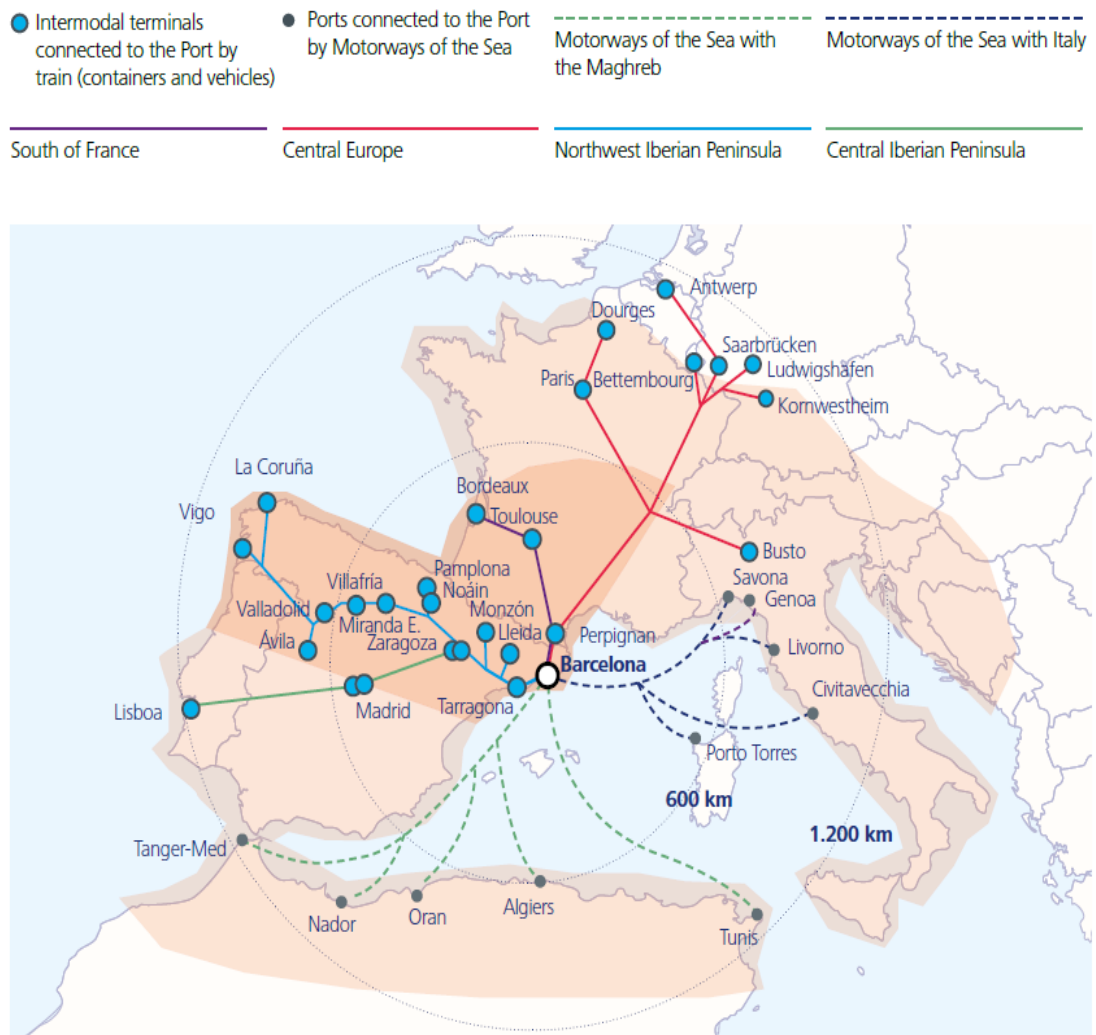 Intermodal terminals
connected to the Port by
train (containers and vehicles)
Ports connected to the Port
by Motorways of the Sea
Motorways of the Sea with
the Maghreb
Motorways of the Sea with Italy
South of France
Central Europe
Northwest Iberian Peninsula
Central Iberian Peninsula
Antwerp
Dourges
Saarbrücken
Ludwigshafen
Paris
Bettembourg
Kornwestheim
La Coruña
Bordeaux
Vigo
Toulouse
Busto
Pamplona
Villafría
Savona
Noáin
Genoa
Valladolid
Monzón
Miranda E.
Lleida
Ávila
Zaragoza
Perpignan
Livorno
Barcelona
Civitavecchia
Lisboa
Madrid
Tarragona
Porto Torres
600 km
1.200 km
Tanger-Med
Nador
Oran
Algiers
Tunis